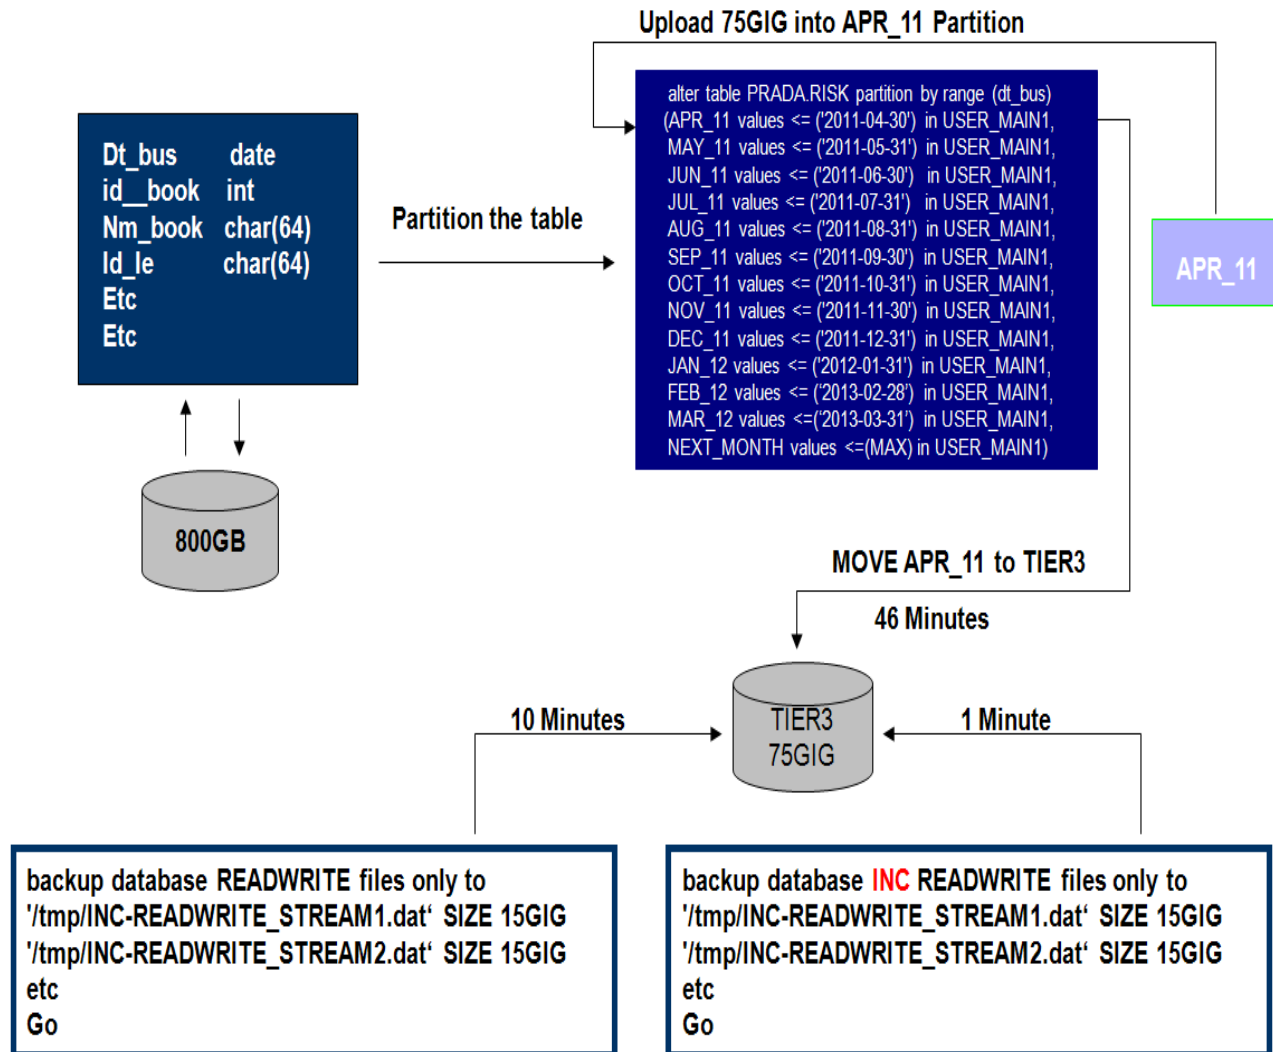 Upload 75GIG into APR_11 Partition
Dt_bus date
id__book int
Nm_book char(64)
Id_le char(64)
Etc
Etc
Partition the table
alter table PRADA.RISK partition by range (dt_bus)
(APR_11 values <= ('2011-04-30') in USER_MAIN1,
MAY_11 values <= ('2011-05-31') in USER_MAIN1,
JUN_11 values <= ('2011-06-30') in USER_MAIN1,
JUL_11 values <= ('2011-07-31') in USER_MAIN1,
AUG_11 values <= ('2011-08-31') in USER_MAIN1,
SEP_11 values <= ('2011-09-30') in USER_MAIN1,
OCT_11 values <= ('2011-10-31') in USER_MAIN1,
NOV_11 values <= ('2011-11-30') in USER_MAIN1,
DEC_11 values <= ('2011-12-31') in USER_MAIN1,
JAN_12 values <= ('2012-01-31') in USER_MAIN1,
FEB_12 values <= (‘2013-02-28’) in USER_MAIN1,
MAR_12 values <=(‘2013-03-31’) in USER_MAIN1,
NEXT_MONTH values <=(MAX) in USER_MAIN1)
APR_11
800GB
MOVE APR_11 to TIER3
46 Minutes
10 Minutes
TIER3
75GIG
1 Minute
backup database READWRITE files only to
'/tmp/INC-READWRITE_STREAM1.dat‘ SIZE 15GIG
'/tmp/INC-READWRITE_STREAM2.dat‘ SIZE 15GIG
etc
Go
backup database INC READWRITE files only to
'/tmp/INC-READWRITE_STREAM1.dat‘ SIZE 15GIG
'/tmp/INC-READWRITE_STREAM2.dat‘ SIZE 15GIG
etc
Go